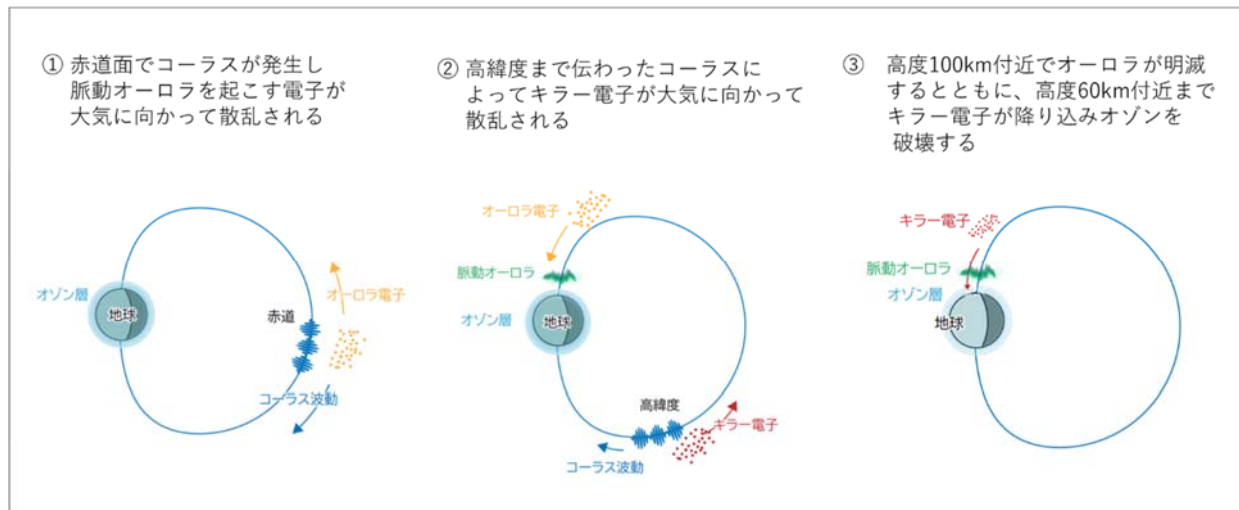 ① 赤道面でコーラスが発生し
脈動オーロラを起こす電子が
大気に向かって散乱される
オゾン層
地球
赤道
オーロラ電子
コーラス波動
② 高緯度まで伝わったコーラスに
よってキラー電子が大気に向かって
散乱される
オーロラ電子
脈動オーロラ
オゾン層
地球
高緯度
キラー電子
コーラス波動
③ 高度100km付近でオーロラが明滅
するとともに、高度60km付近まで
キラー電子が降り込みオゾンを
破壊する
キラー電子
脈動オーロラ
オゾン層
地球